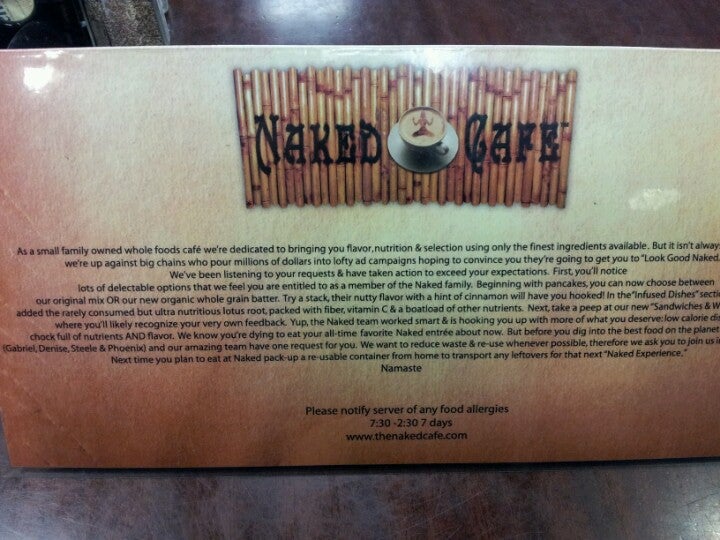 NAKED CAFE™
As a small family owned whole foods café we're dedicated to bringing you flavor, nutrition & selection using only the finest ingredients available. But it isn't always
we're up against big chains who pour millions of dollars into lofty ad campaigns hoping to convince you they're going to get you to "Look Good Naked.
We've been listening to your requests & have taken action to exceed your expectations. First, you'll notice
lots of delectable options that we feel you are entitled to as a member of the Naked family. Beginning with pancakes, you can now choose between
our original mix OR our new organic whole grain batter. Try a stack, their nutty flavor with a hint of cinnamon will have you hooked! In the "Infused Dishes"
added the rarely consumed but ultra nutritious lotus root, packed with fiber, vitamin C & a boatload of other nutrients. Next, take a peep at our new "Sandwiches &
where you'll likely recognize your very own feedback. Yup, the Naked team worked smart & is hooking you up with more of what you deserve: low calorie
chock full of nutrients AND flavor. We know you're dying to eat your all-time favorite Naked entrée about now. But before you dig into the best food on the planet
(Gabriel, Denise, Steele & Phoenix) and our amazing team have one request for you. We want to reduce waste & re-use whenever possible, therefore we ask you to join us
Next time you plan to eat at Naked pack-up a re-usable container from home to transport any leftovers for that next "Naked Experience."
Namaste
Please notify server of any food allergies
7:30 -2:30 7 days
www.thenakedcafe.com